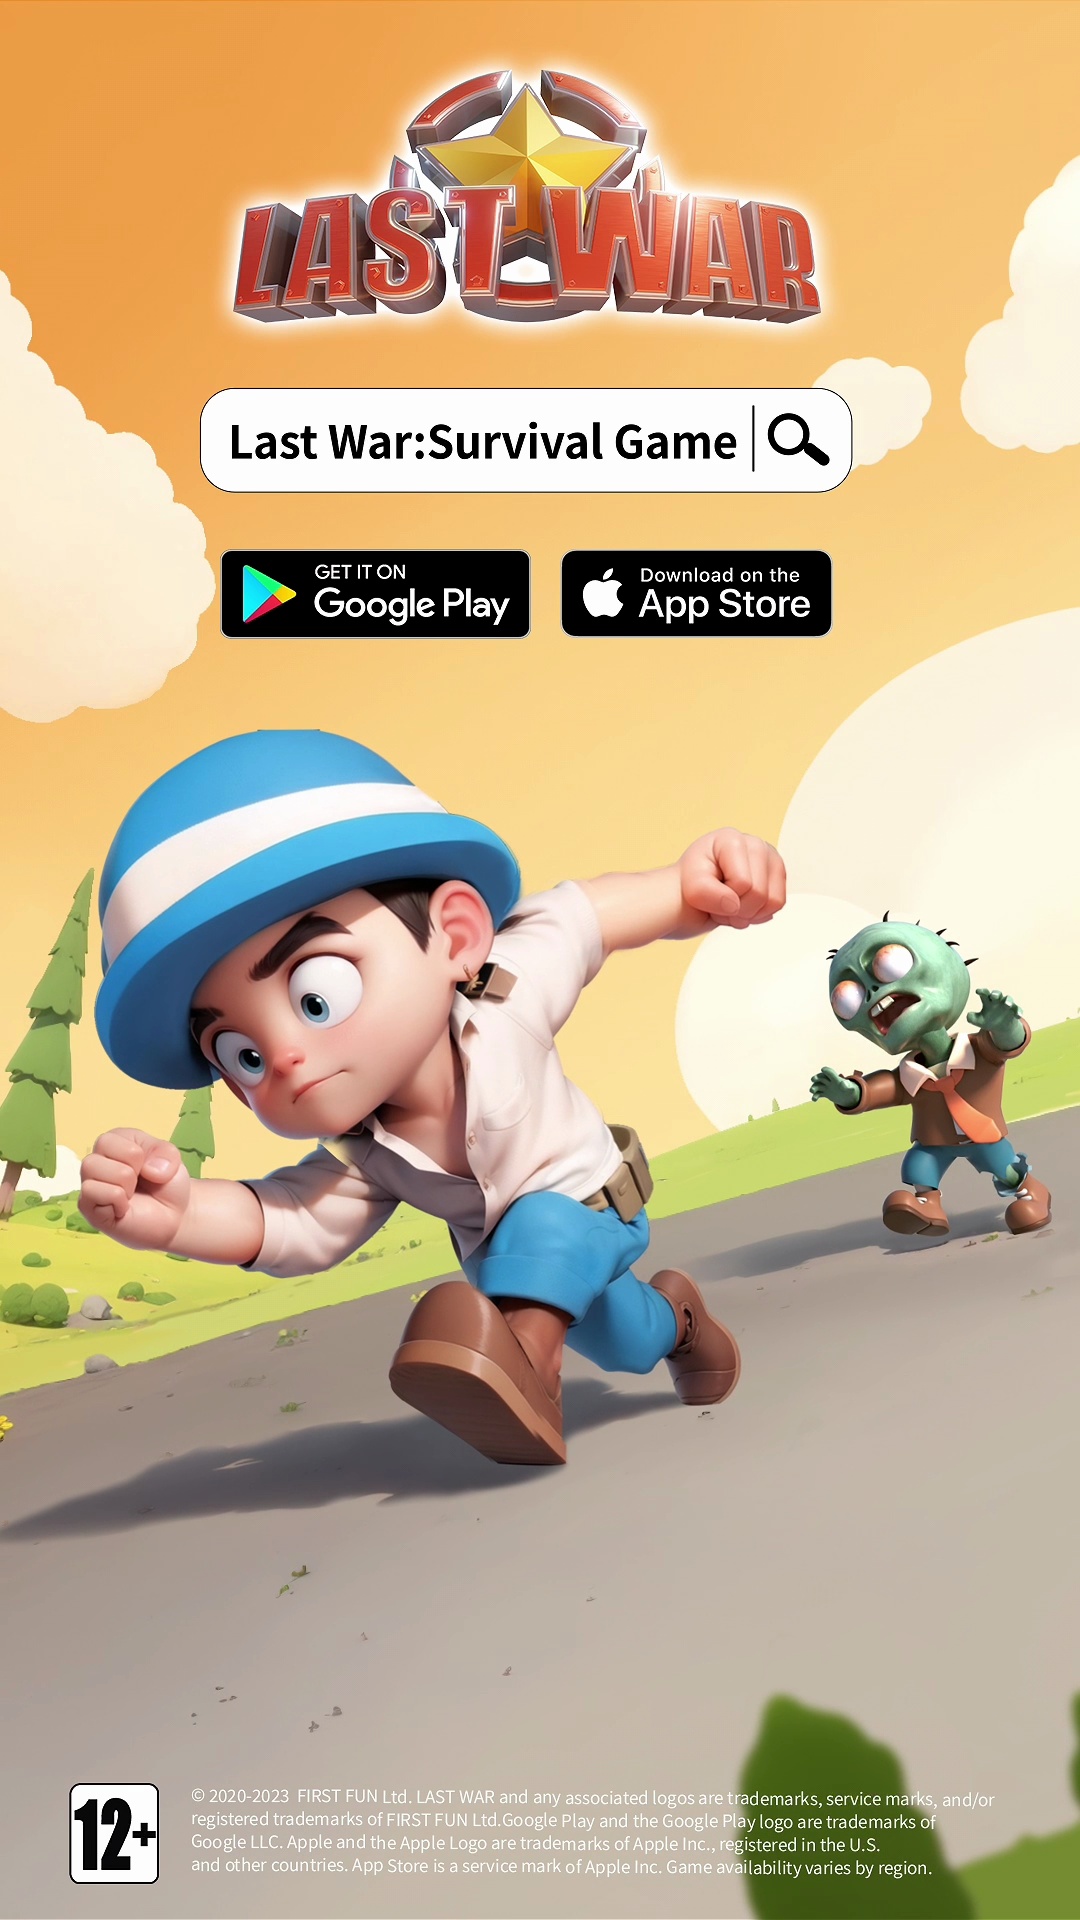 LAST WAR
Last War:Survival Game
GET IT ON
Google Play
Download on the
App Store
12+
© 2020-2023 FIRST FUN Ltd. LAST WAR and any associated logos are trademarks, service marks, and/or
registered trademarks of FIRST FUN Ltd.Google Play and the Google Play logo are trademarks of
Google LLC. Apple and the Apple Logo are trademarks of Apple Inc., registered in the U.S.
and other countries. App Store is a service mark of Apple Inc. Game availability varies by region.